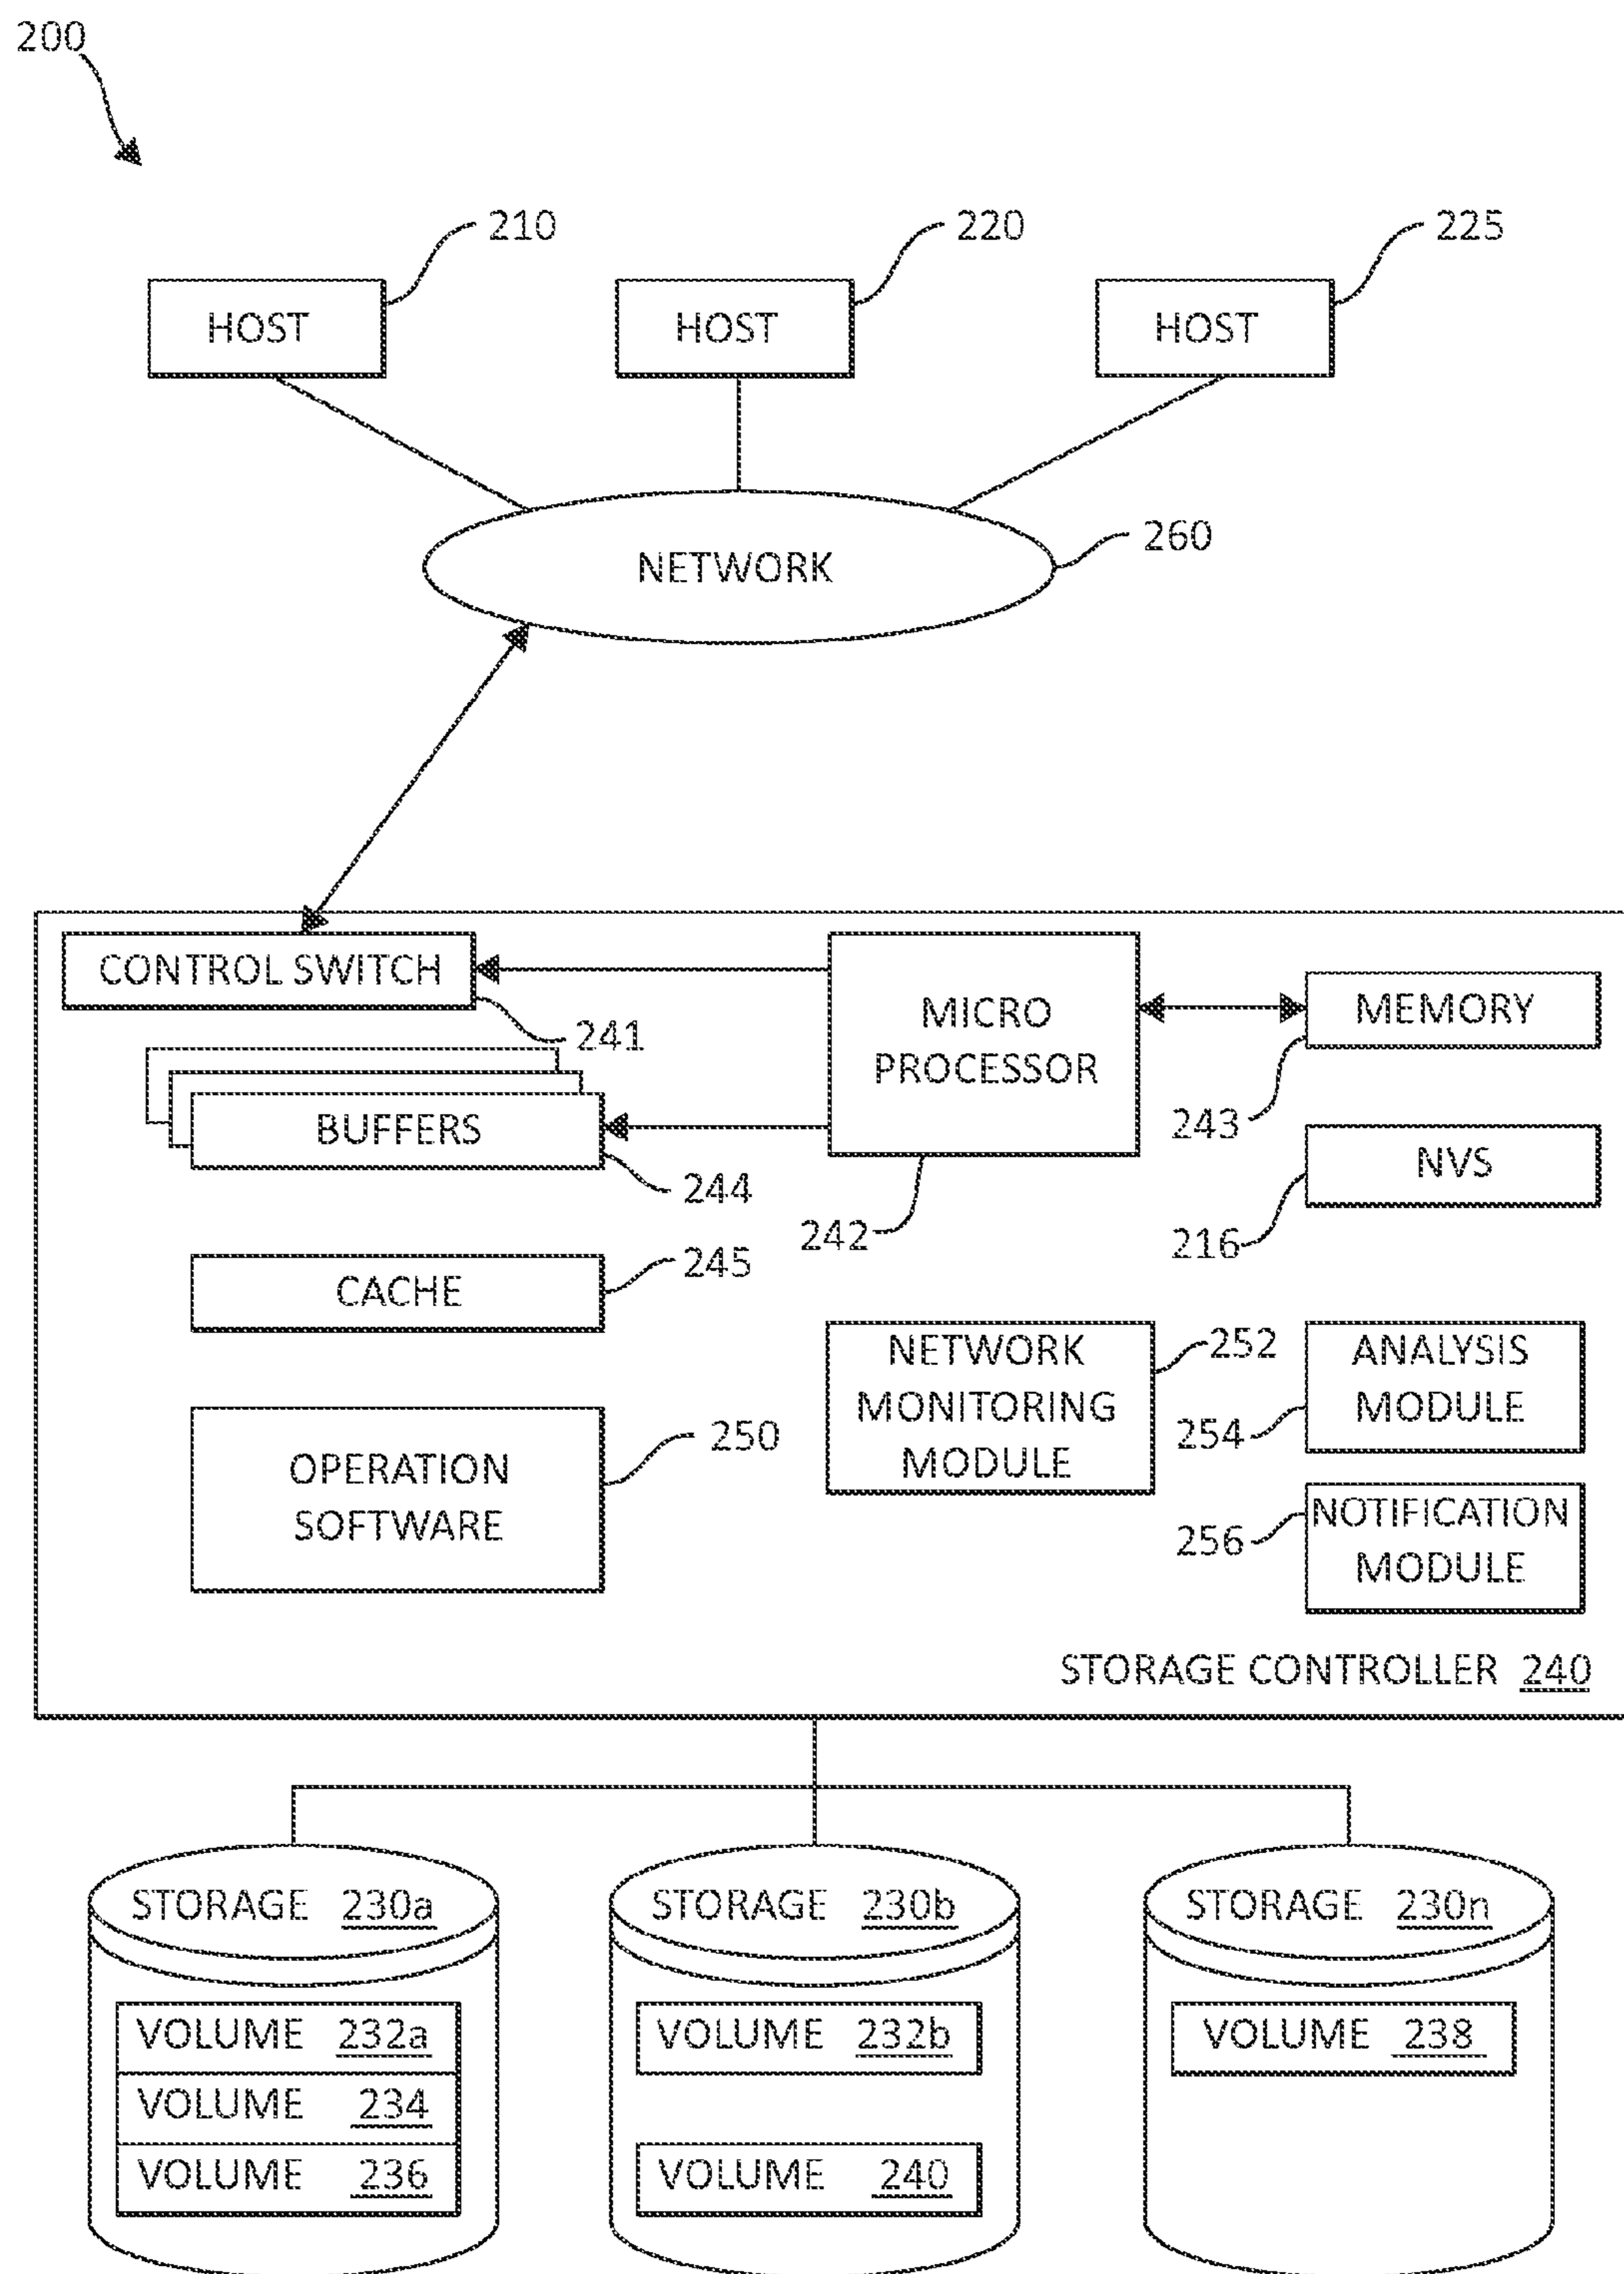 200
210
220
225
HOST
HOST
HOST
260
NETWORK
CONTROL SWITCH
241
MICRO
PROCESSOR
MEMORY
243
BUFFERS
244
242
NVS
216
245
CACHE
NETWORK
MONITORING
MODULE
252
ANALYSIS
MODULE
254
250
OPERATION
SOFTWARE
NOTIFICATION
MODULE
256
STORAGE CONTROLLER 240
STORAGE 230a
STORAGE 230b
STORAGE 230n
VOLUME 232a
VOLUME 234
VOLUME 236
VOLUME 232b
VOLUME 240
VOLUME 238